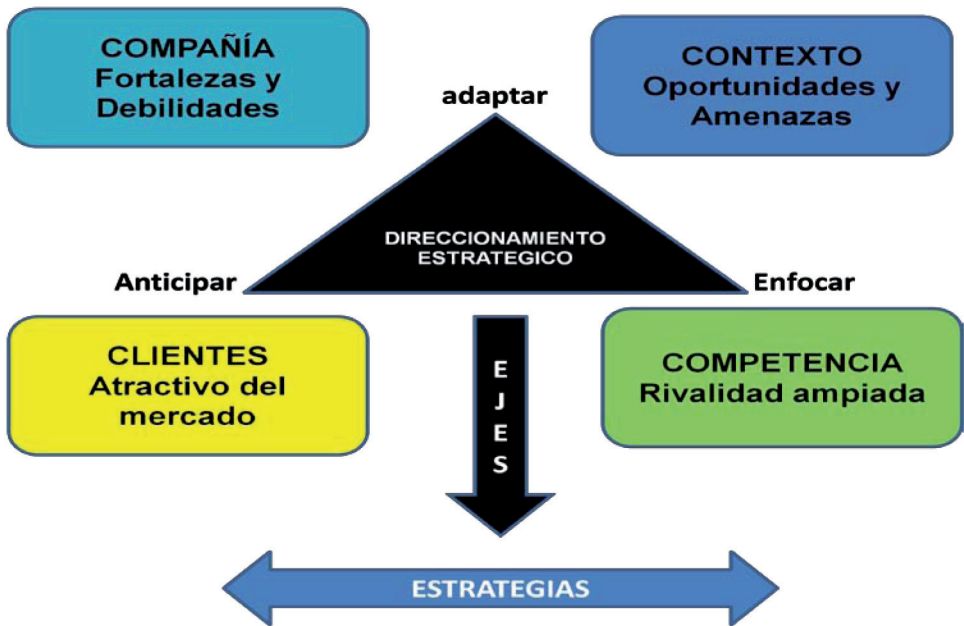 COMPAÑÍA
Fortalezas y
Debilidades
adaptar
CONTEXTO
Oportunidades y
Amenazas
DIRECCIONAMIENTO
ESTRATEGICO
Anticipar
Enfocar
CLIENTES
Atractivo del
mercado
EJES
COMPETENCIA
Rivalidad ampiada
ESTRATEGIAS